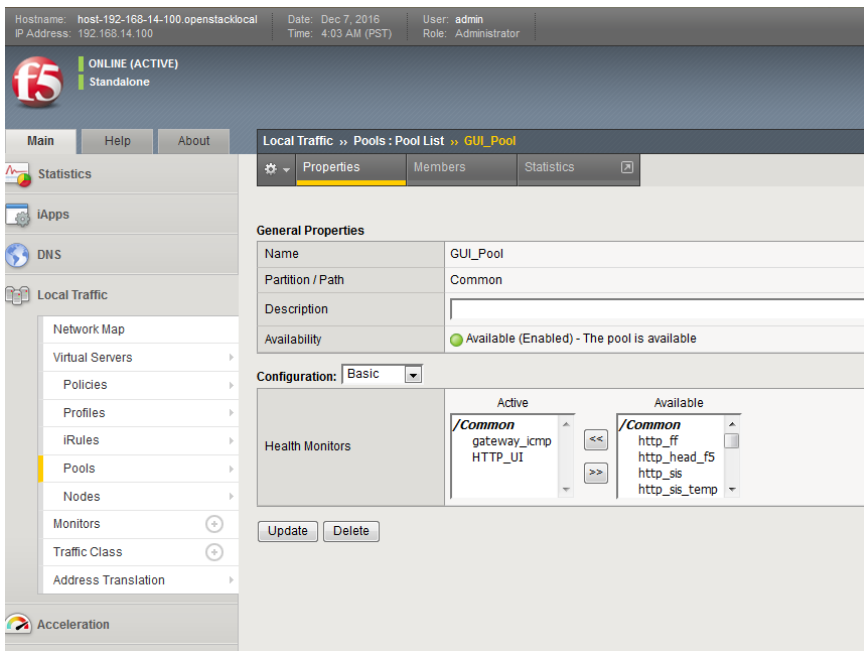 Hostname: host-192-168-14-100.openstacklocal Date: Dec 7, 2016 User: admin
IP Address: 192.168.14.100 Time: 4:03 AM (PST) Role: Administrator
f5
ONLINE (ACTIVE)
Standalone
Main Help About
Local Traffic ›› Pools : Pool List ›› GUI_Pool
Properties Members Statistics
Statistics
iApps
DNS
Local Traffic
Network Map
Virtual Servers
Policies
Profiles
iRules
Pools
Nodes
Monitors
Traffic Class
Address Translation
Acceleration
General Properties
Name GUI_Pool
Partition / Path Common
Description
Availability Available (Enabled) - The pool is available
Configuration: Basic
Health Monitors
Active
/Common
gateway_icmp
HTTP_UI
<<
>>
Available
/Common
http_ff
http_head_f5
http_sis
http_sis_temp
Update Delete